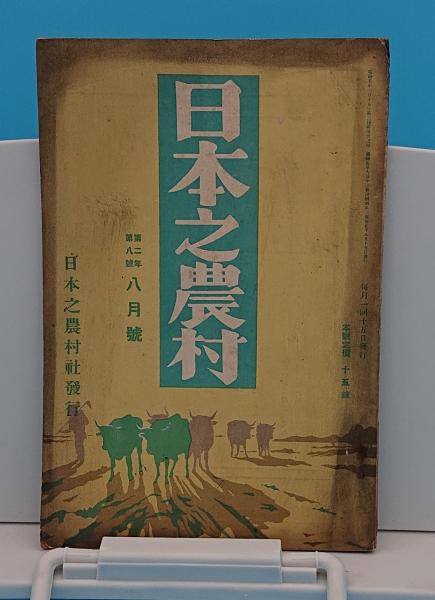 日本之農村
第二年
第八號
八月號
日本之農村社發行
毎月一回十五日發行
本號定價 十五錢